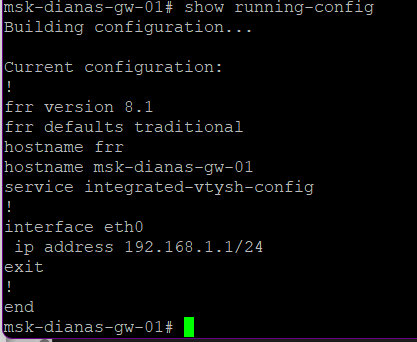 msk-dianas-gw-01# show running-config
Building configuration...
Current configuration:
!
frr version 8.1
frr defaults traditional
hostname frr
hostname msk-dianas-gw-01
service integrated-vtysh-config
!
interface eth0
 ip address 192.168.1.1/24
exit
!
end
msk-dianas-gw-01#